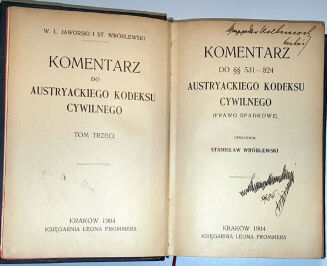 W. L. JAWORSKI I ST. WRÓBLEWSKI
KOMENTARZ
DO
AUSTRYACKIEGO KODEKSU
CYWILNEGO
TOM TRZECI
KRAKÓW 1904
KSIĘGARNIA LEONA FROMMERA
KOMENTARZ
DO §§ 531—824
AUSTRYACKIEGO KODEKSU
CYWILNEGO
(PRAWO SPADKOWE)
OPRACOWAŁ
STANISŁAW WRÓBLEWSKI
KRAKÓW 1904
KSIĘGARNIA LEONA FROMMERA